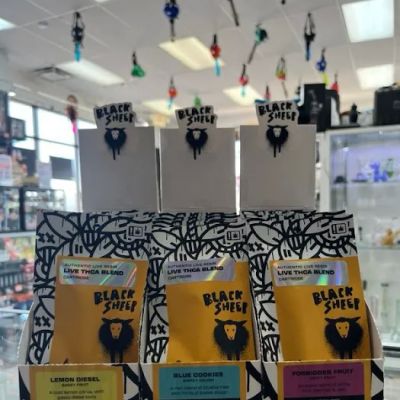 BLACK
SHEEP
BLACK
SHEEP
BLACK
SHEEP
AUTHENTIC LIVE RESIN
LIVE THCA BLEND
CARTRIDGE
BLACK
SHEEP
LEMON DIESEL
AUTHENTIC LIVE RESIN
LIVE THCA BLEND
CARTRIDGE
BLACK
SHEEP
BLUE COOKIES
AUTHENTIC LIVE RESIN
LIVE THCA BLEND
CARTRIDGE
BLACK
SHEEP
FORBIDDEN FRUIT